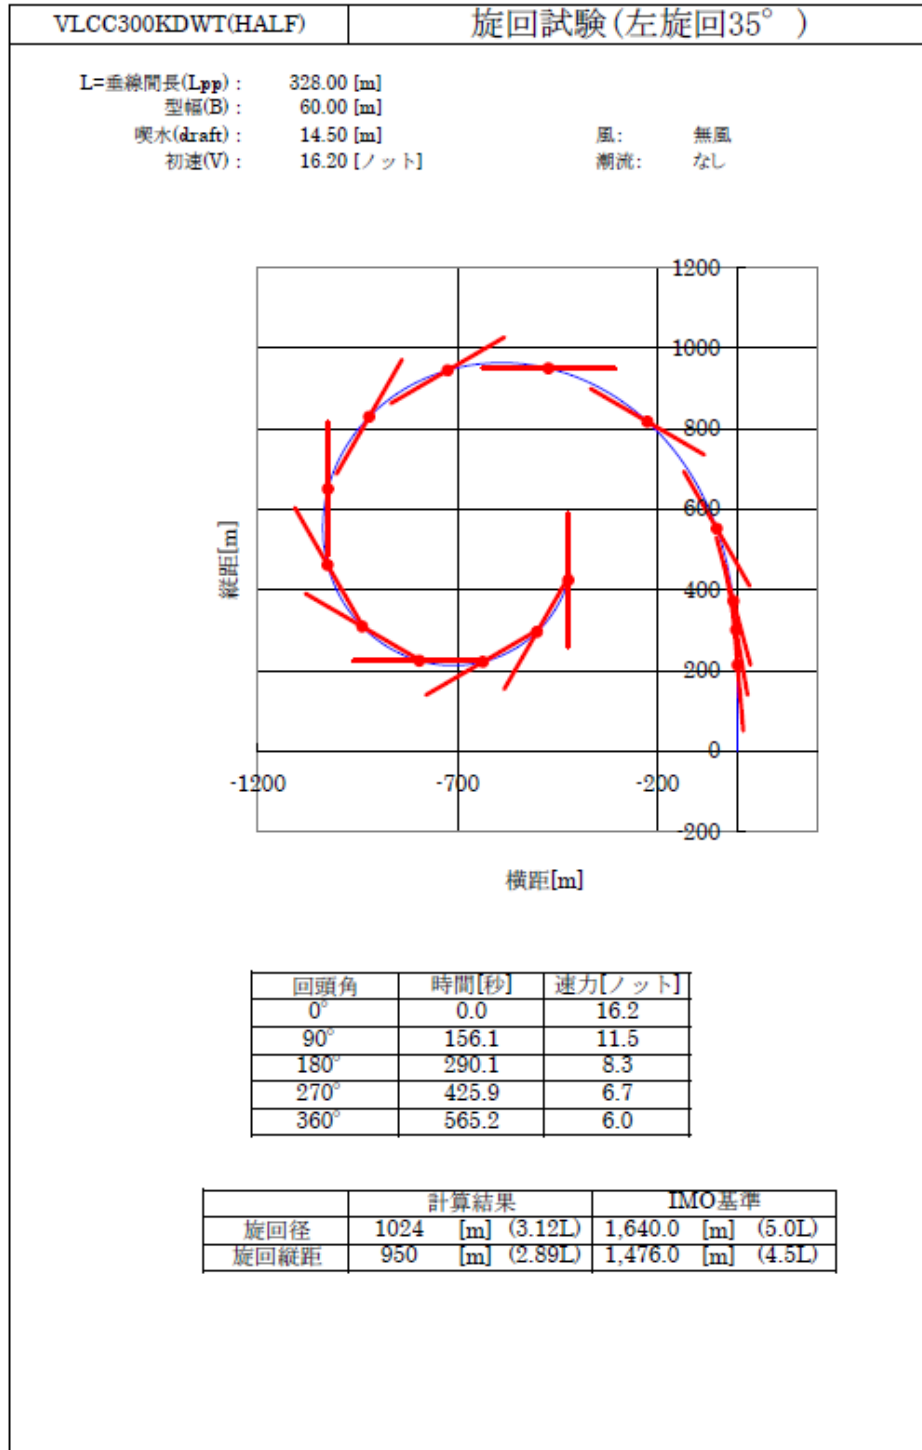 VLCC300KDWT(HALF) 旋回試験(左旋回35°)
L=垂線間長(Lpp): 328.00 [m]
型幅(B): 60.00 [m]
喫水(draft): 14.50 [m] 風: 無風
初速(V): 16.20 [ノット] 潮流: なし
1200
1000
800
600
400
200
0
-1200 -700 -200
-200
縦距[m]
横距[m]
回頭角 時間[秒] 速力[ノット]
0° 0.0 16.2
90° 156.1 11.5
180° 290.1 8.3
270° 425.9 6.7
360° 565.2 6.0
計算結果 IMO基準
旋回径 1024 [m] (3.12L) 1,640.0 [m] (5.0L)
旋回縦距 950 [m] (2.89L) 1,476.0 [m] (4.5L)